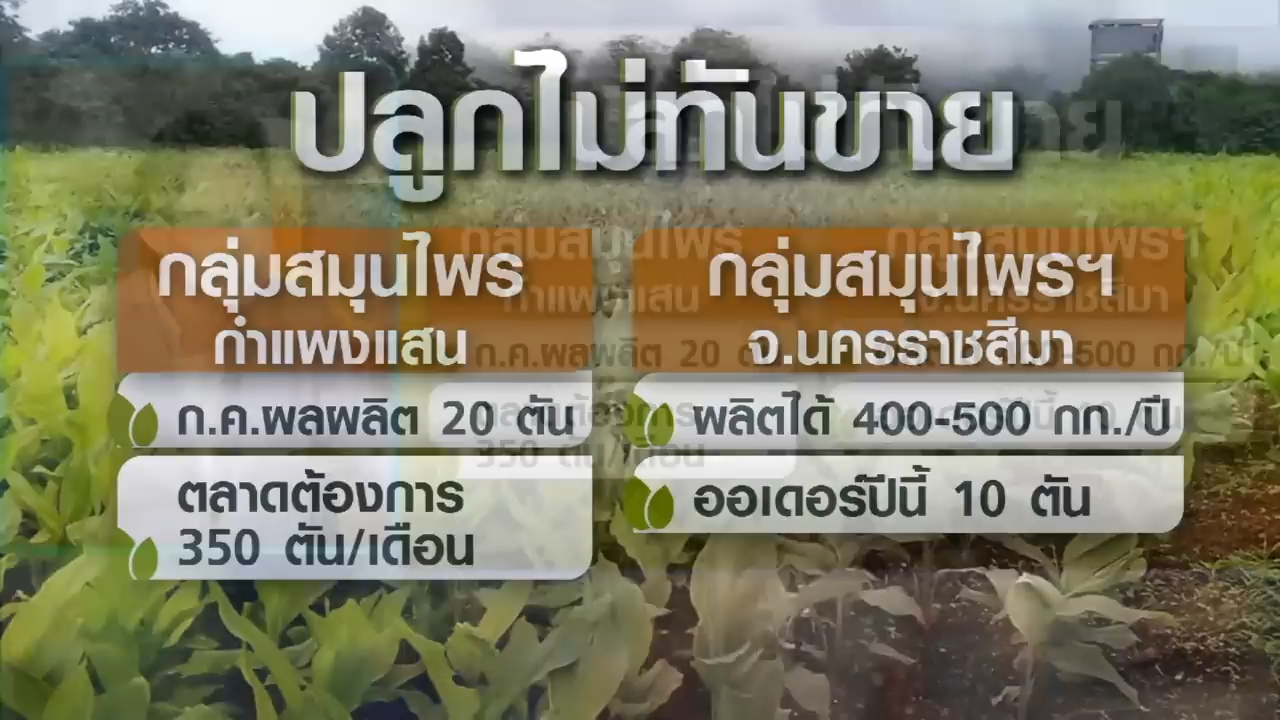 ปลูกไม่ทันขาย
กลุ่มสมุนไพร
กำแพงแสน
ก.ค.ผลผลิต 20 ตัน
ตลาดต้องการ
350 ตัน/เดือน
กลุ่มสมุนไพรฯ
จ.นครราชสีมา
ผลิตได้ 400-500 กก./ปี
ออเดอร์ปีนี้ 10 ตัน